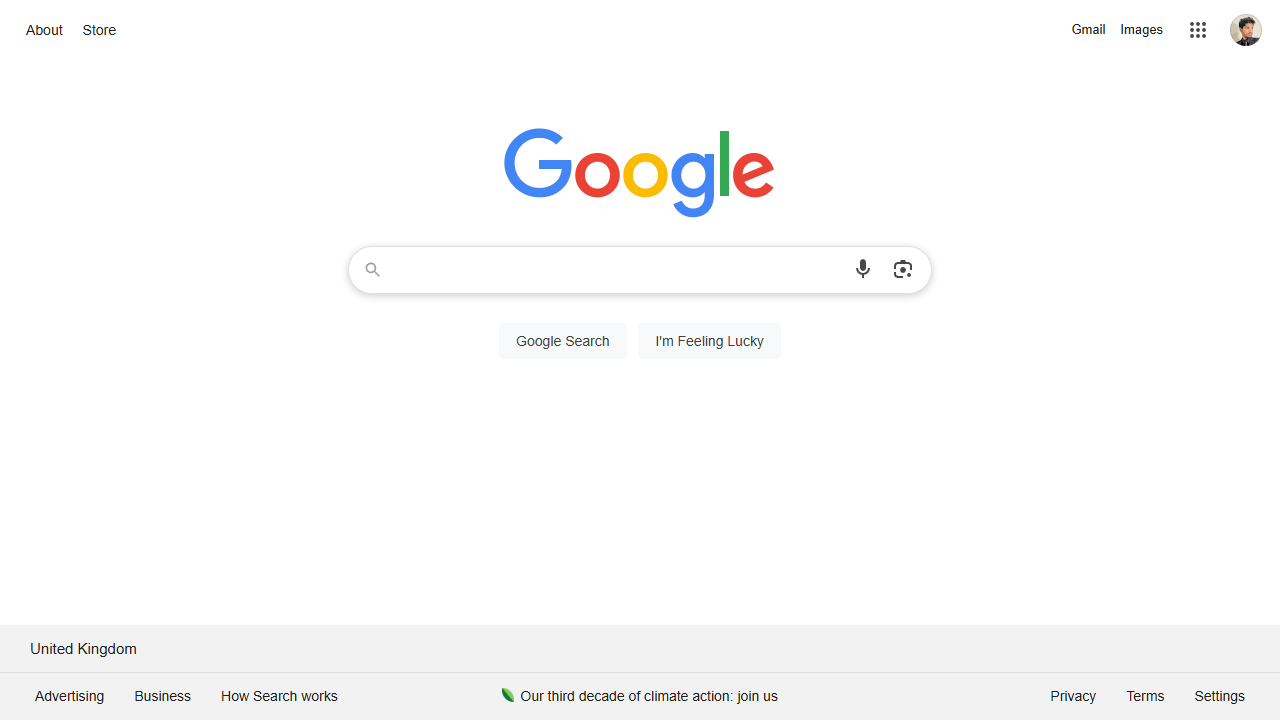 About Store Gmail Images
Google
Google Search I'm Feeling Lucky
United Kingdom
Advertising Business How Search works Our third decade of climate action: join us Privacy Terms Settings